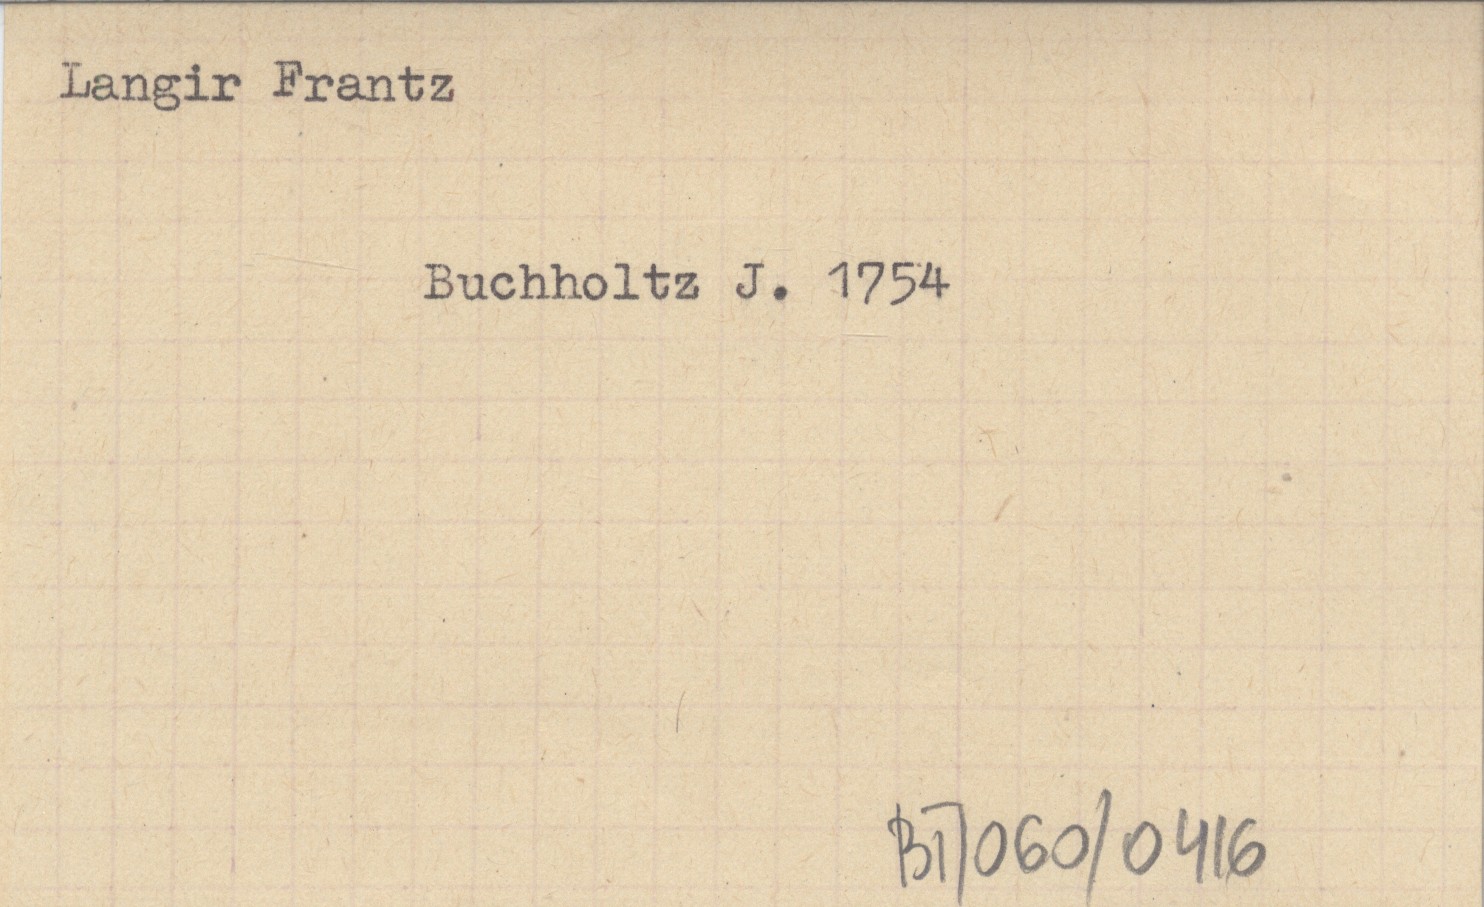 Langir Frantz
Buchholtz J. 1754
BT/060/0416